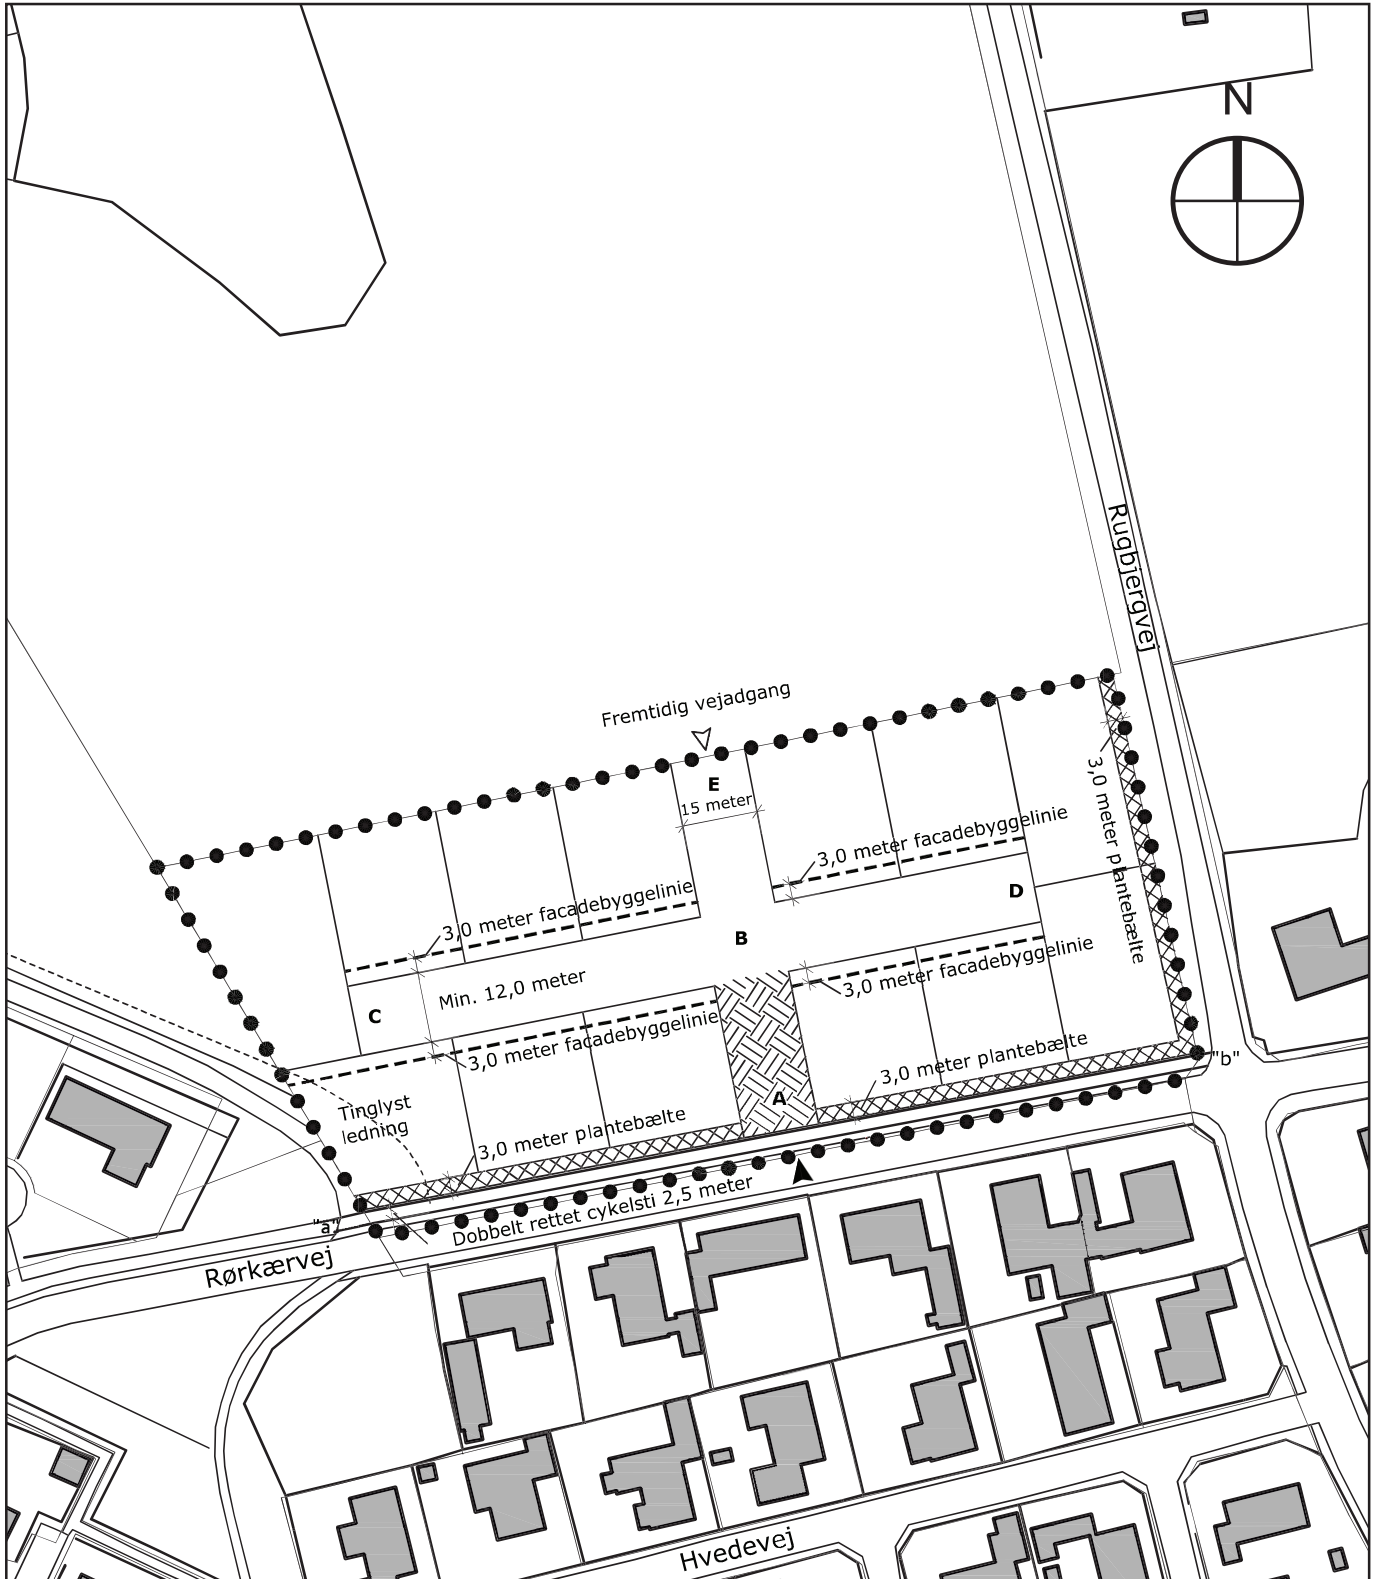 N
Rugbjergvej
Fremtidig vejadgang
E
15 meter
3,0 meter facadebyggelinie
3,0 meter plantebælte
3,0 meter facadebyggelinie
D
B
3,0 meter facadebyggelinie
Min. 12,0 meter
C
3,0 meter facadebyggelinie
3,0 meter plantebælte
"b"
A
Tinglyst
ledning
3,0 meter plantebælte
"a"
Dobbelt rettet cykelsti 2,5 meter
Rørkærvej
Hvedevej